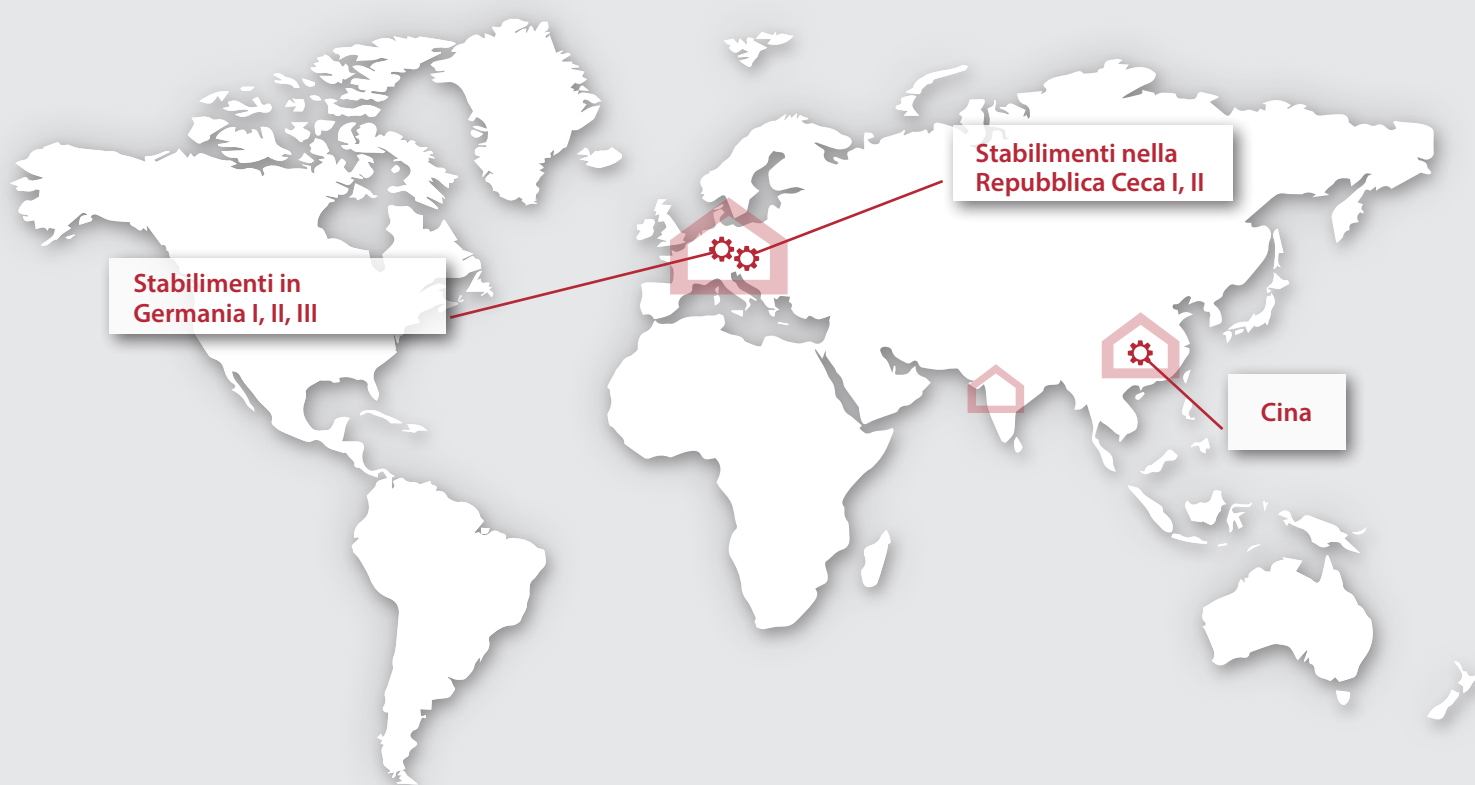 Stabilimenti nella
Repubblica Ceca I, II
Stabilimenti in
Germania I, II, III
Cina